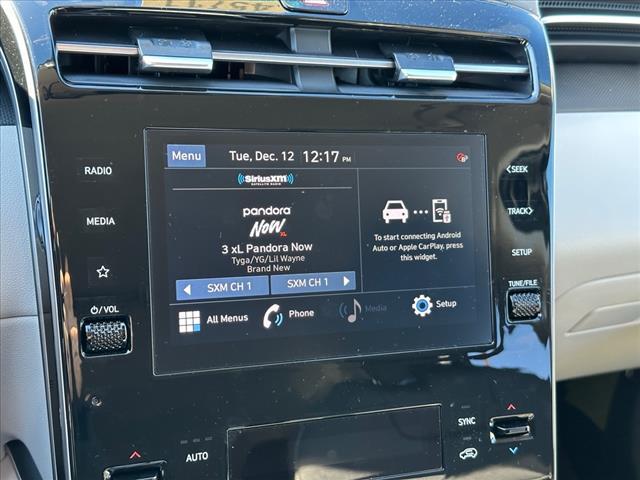 Menu Tue, Dec. 12 12:17 PM
((SiriusXM))
SATELLITE RADIO
pandora
NOW
XL
3 xL Pandora Now
Tyga/YG/Lil Wayne
Brand New
SXM CH 1 SXM CH 1
To start connecting Android
Auto or Apple CarPlay, press
this widget.
All Menus Phone Media Setup
RADIO
MEDIA
VOL
SEEK
TRACK
SETUP
TUNE/FILE
AUTO
SYNC